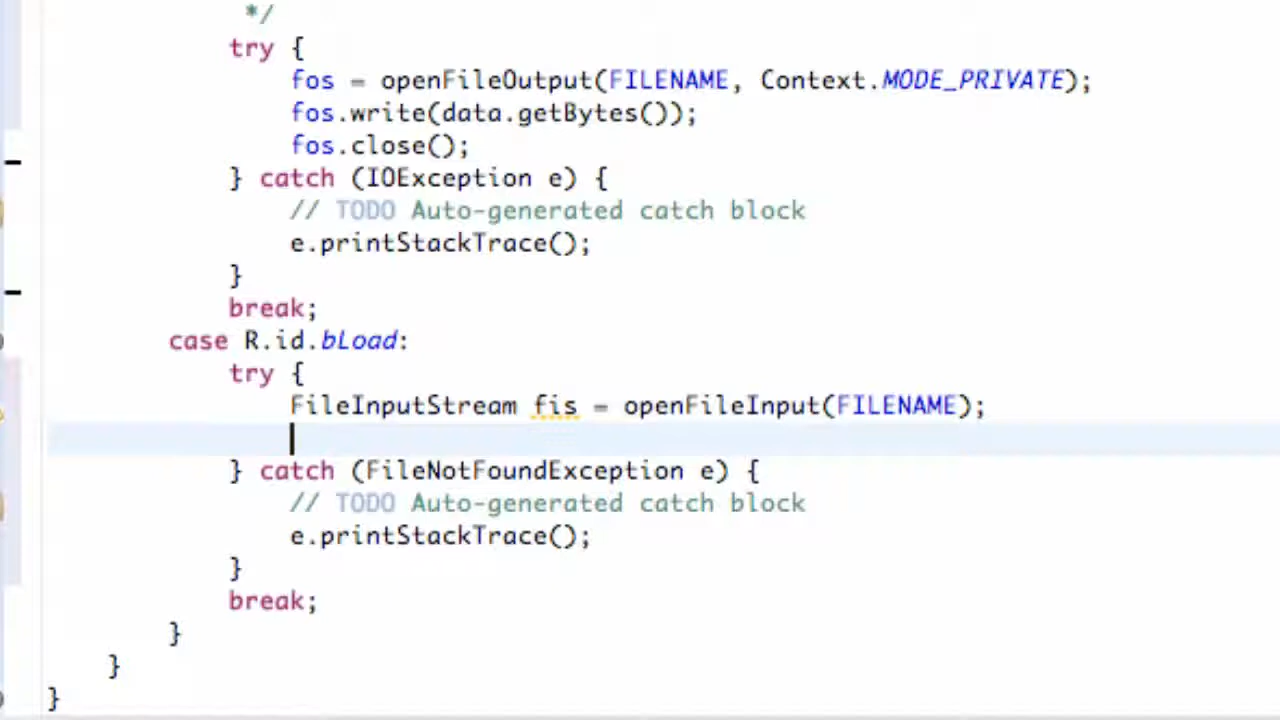 */
try {
fos = openFileOutput(FILENAME, Context.MODE_PRIVATE);
fos.write(data.getBytes());
fos.close();
} catch (IOException e) {
// TODO Auto-generated catch block
e.printStackTrace();
}
break;
case R.id.bLoad:
try {
FileInputStream fis = openFileInput(FILENAME);
} catch (FileNotFoundException e) {
// TODO Auto-generated catch block
e.printStackTrace();
}
break;
}
}
}